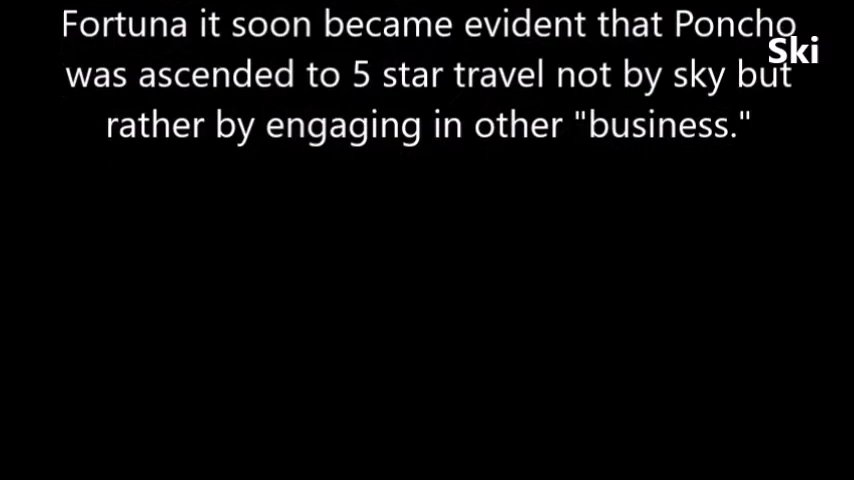 Fortuna it soon became evident that Poncho
Ski
was ascended to 5 star travel not by sky but
rather by engaging in other "business."